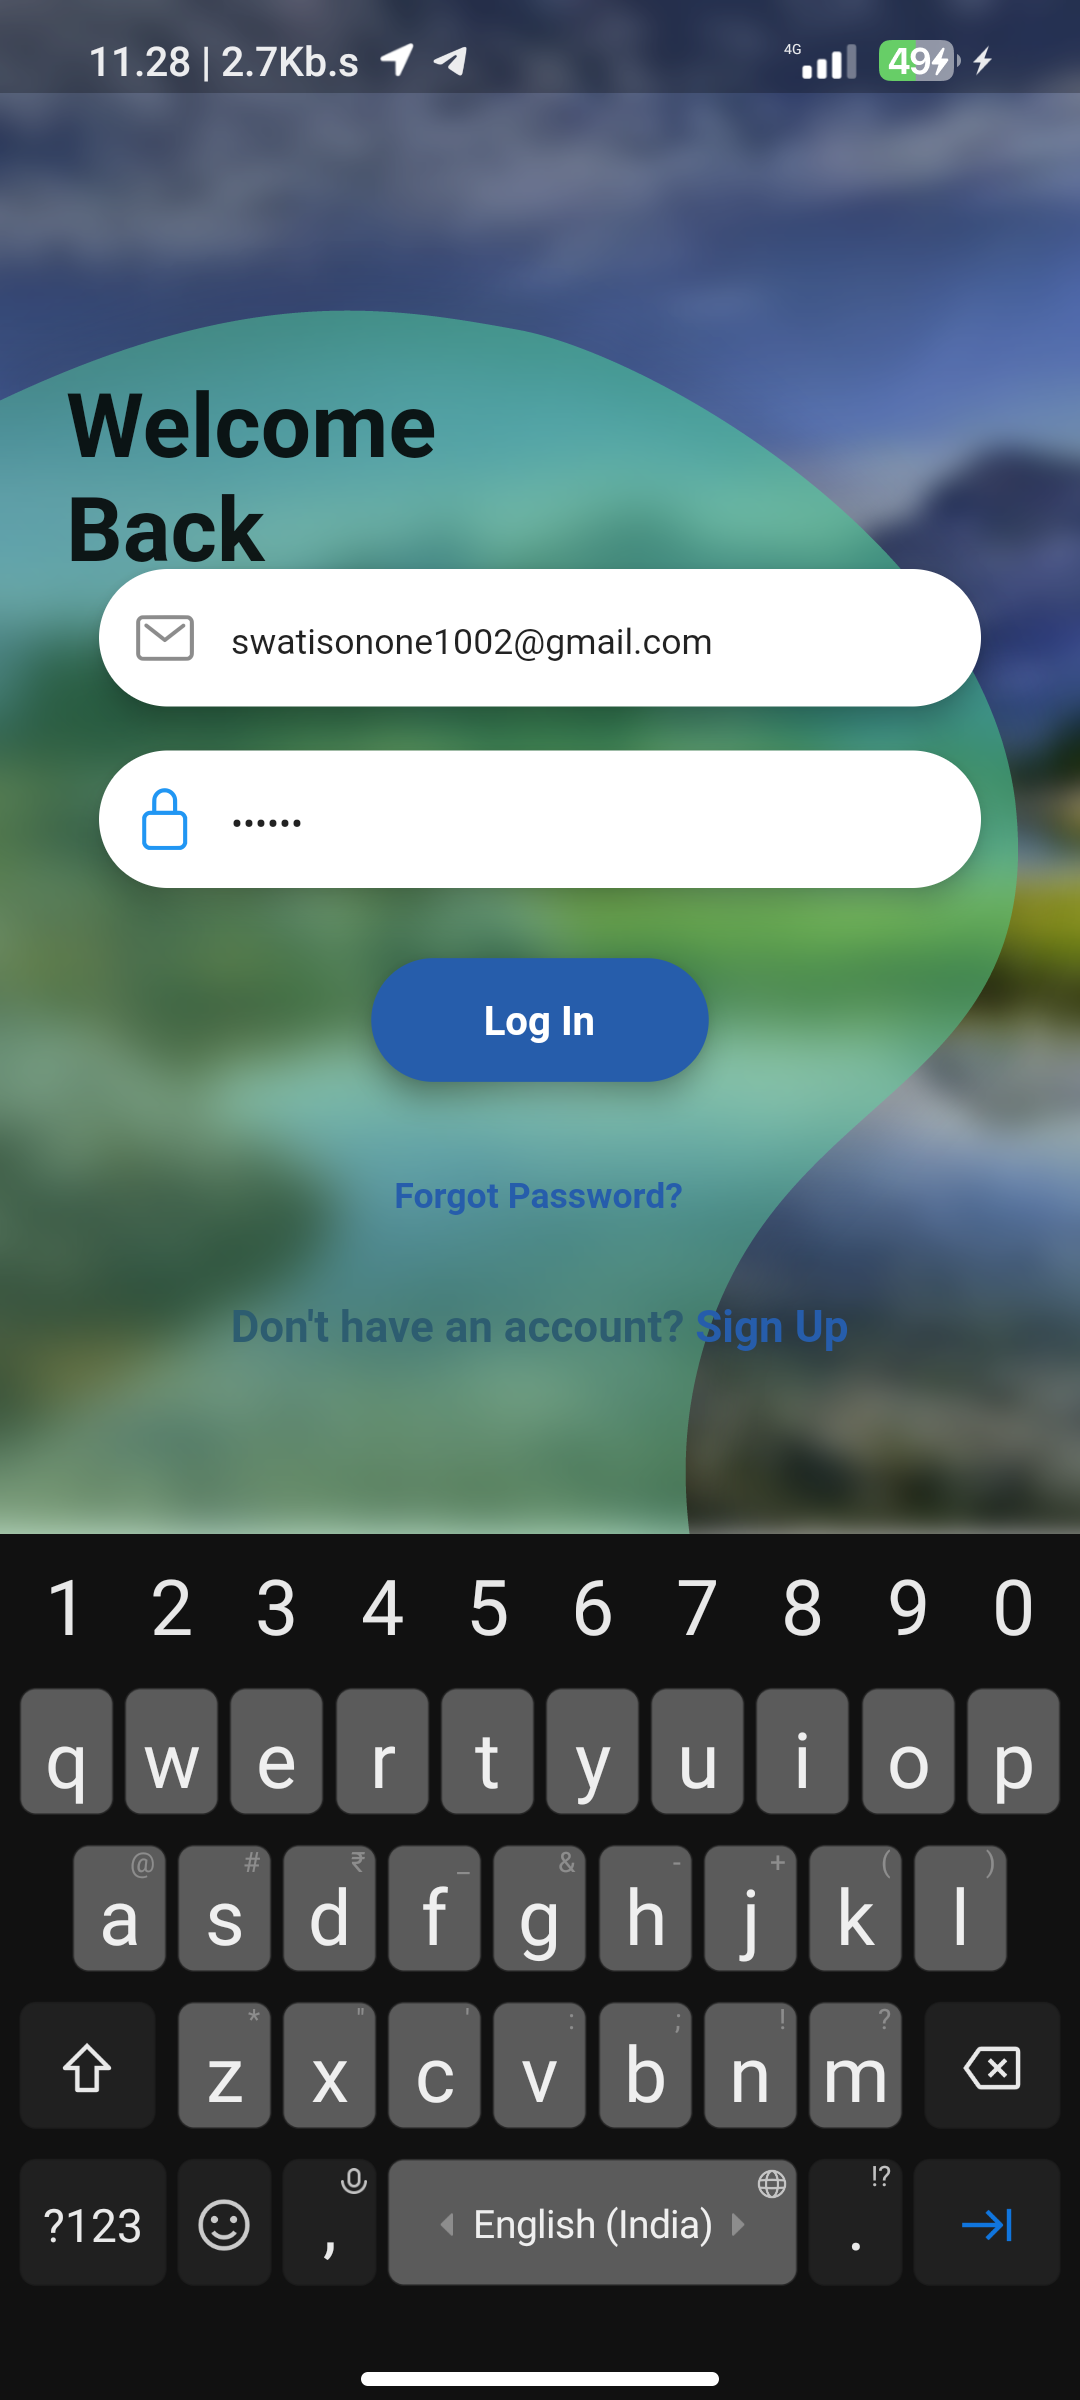 11.28 | 2.7Kb.s 4G 49
Welcome
Back
swatisonone1002@gmail.com
••••••
Log In
Forgot Password?
Don't have an account? Sign Up
1 2 3 4 5 6 7 8 9 0
q w e r t y u i o p
@ # ₹ _ & - + ( )
a s d f g h j k l
* " ' : ; ! ?
z x c v b n m
!?
?123 , English (India) .